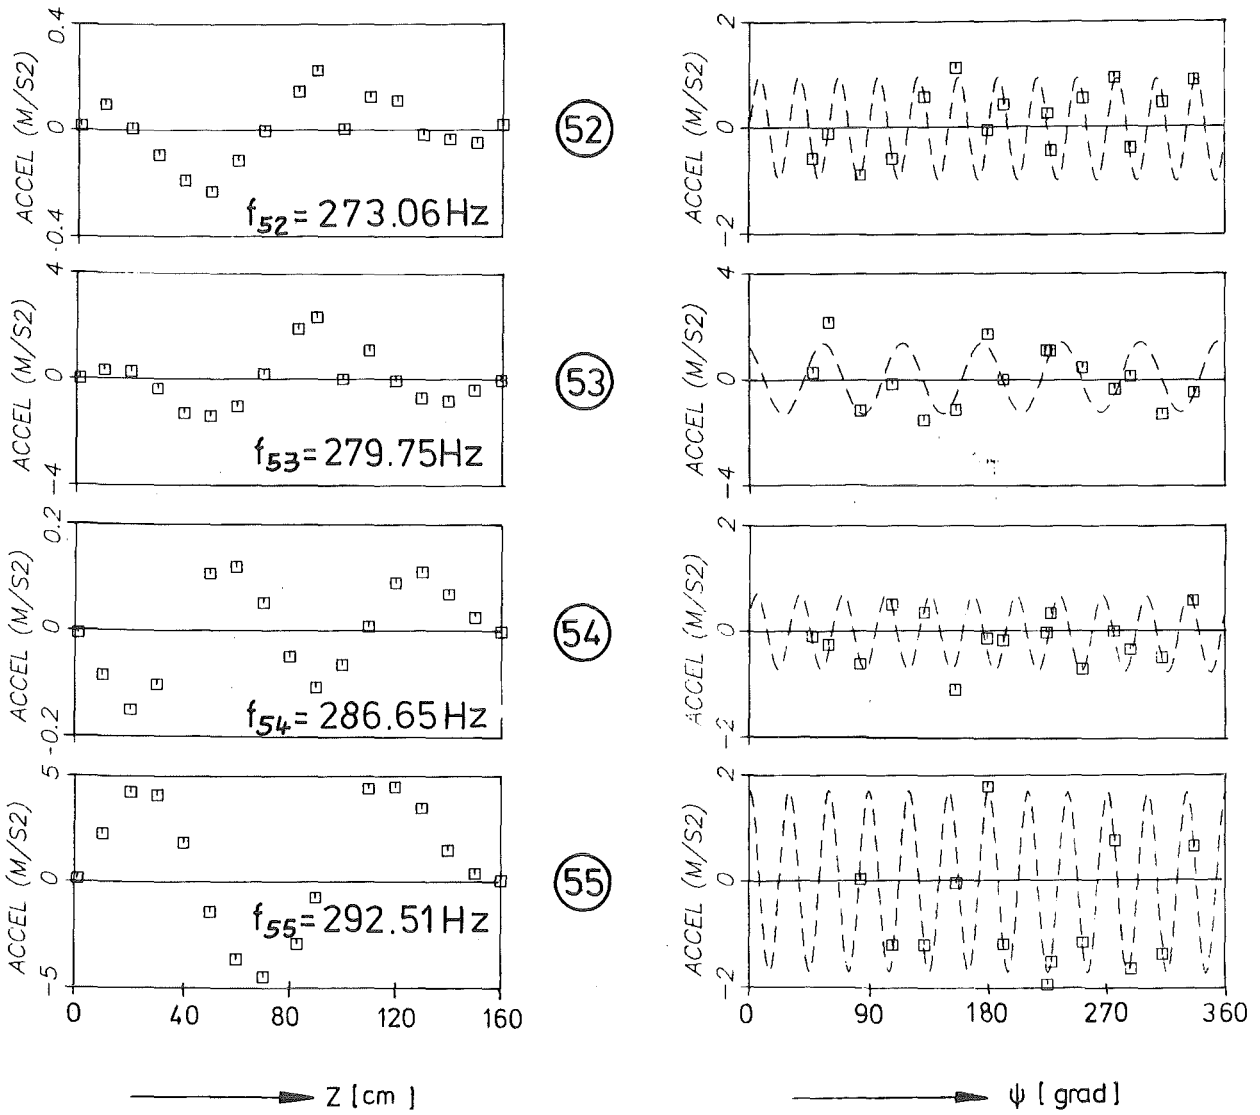 0.4
0
-0.4
ACCEL (M/S2)
f52 = 273.06Hz
52
2
0
-2
ACCEL (M/S2)
4
0
-4
ACCEL (M/S2)
f53 = 279.75Hz
53
4
0
-4
ACCEL (M/S2)
0.2
0
-0.2
ACCEL (M/S2)
f54 = 286.65Hz
54
2
0
-2
ACCEL (M/S2)
5
0
-5
ACCEL (M/S2)
f55 = 292.51Hz
55
2
0
-2
ACCEL (M/S2)
0 40 80 120 160
0 90 180 270 360
Z [cm]
ψ [grad]